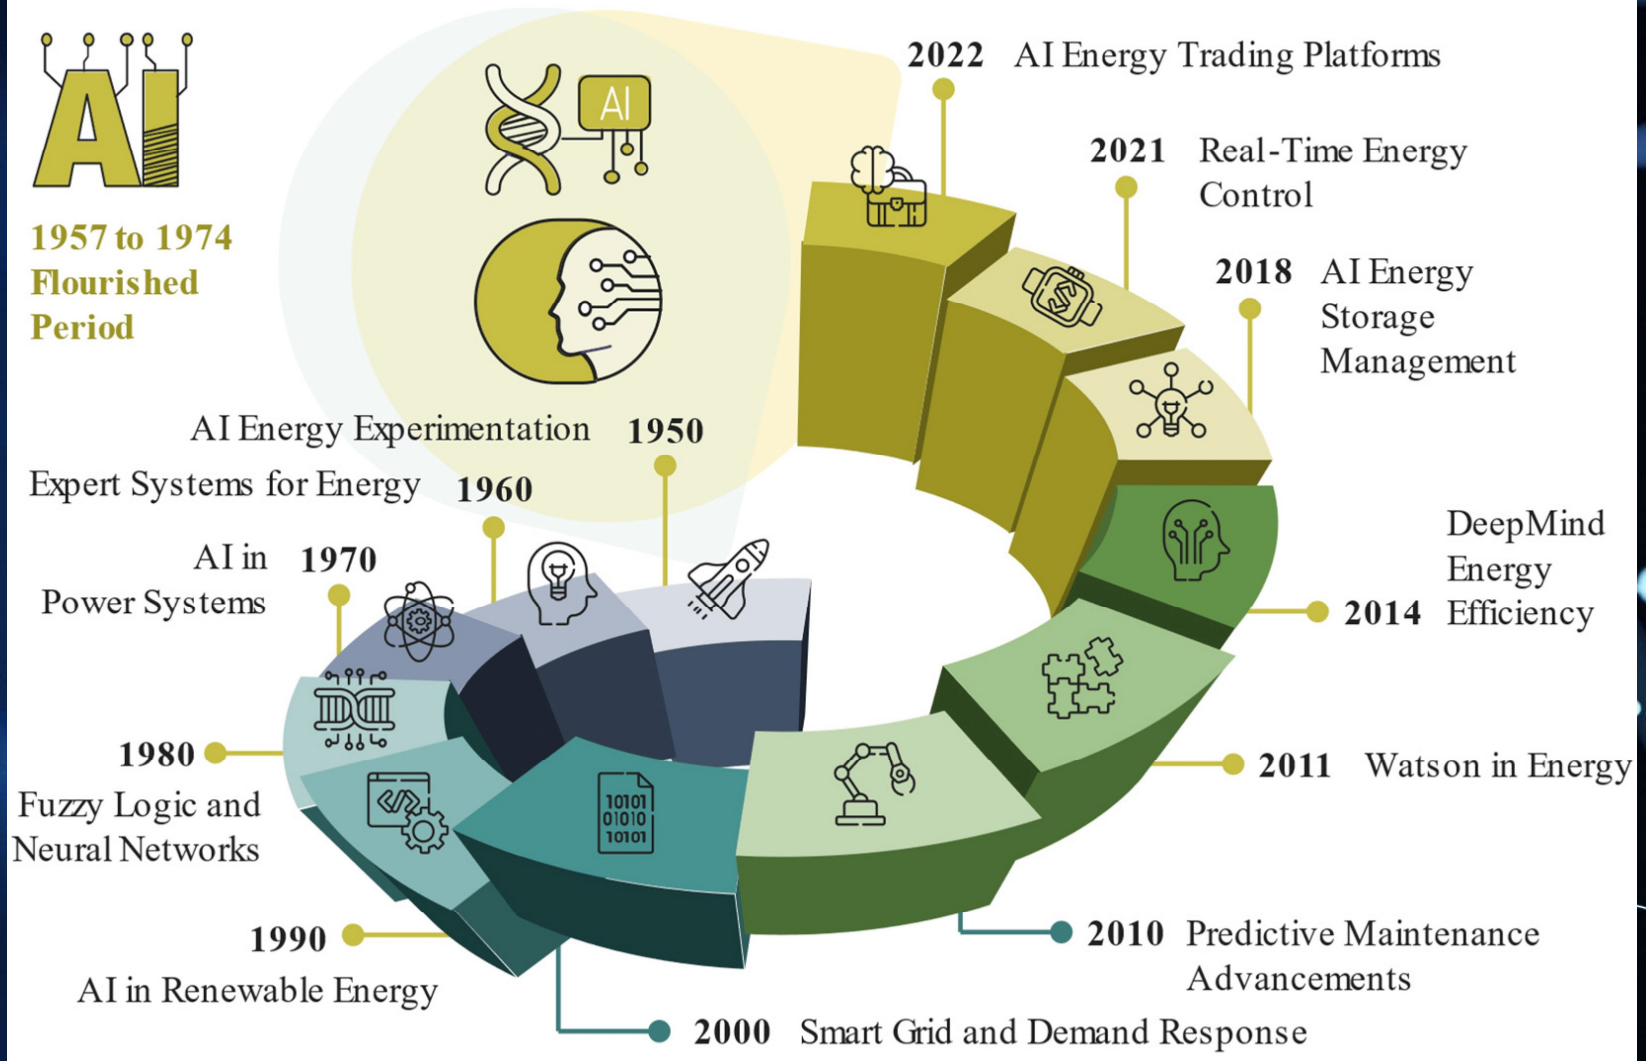 AI
1957 to 1974
Flourished
Period
AI
AI Energy Experimentation 1950
Expert Systems for Energy 1960
AI in 1970
Power Systems
1980
Fuzzy Logic and
Neural Networks
1990
AI in Renewable Energy
10101
01010
10101
2000 Smart Grid and Demand Response
2010 Predictive Maintenance
Advancements
2011 Watson in Energy
DeepMind
Energy
2014 Efficiency
2018 AI Energy
Storage
Management
2021 Real-Time Energy
Control
2022 AI Energy Trading Platforms